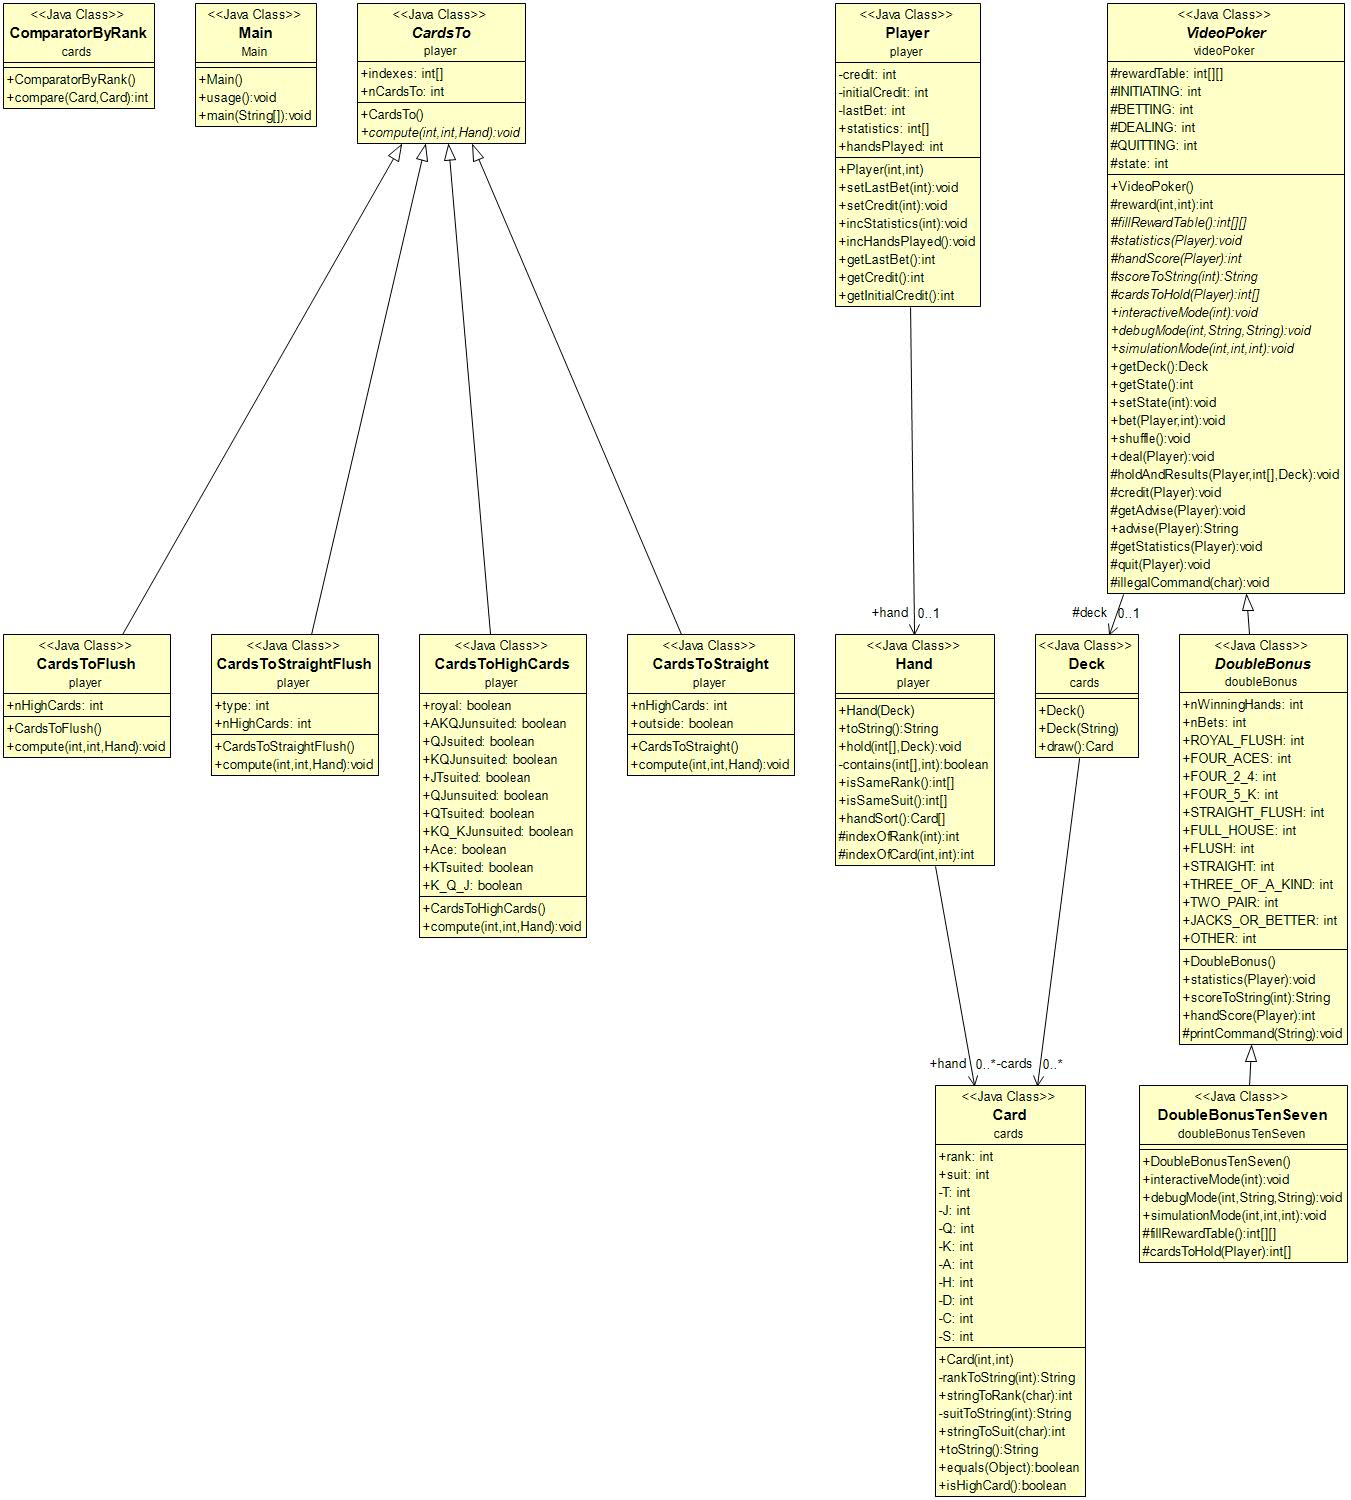 <<Java Class>>
ComparatorByRank
cards
+ComparatorByRank()
+compare(Card,Card):int
<<Java Class>>
Main
Main
+Main()
+usage():void
+main(String[]):void
<<Java Class>>
CardsTo
player
+indexes: int[]
+nCardsTo: int
+CardsTo()
+compute(int,int,Hand):void
<<Java Class>>
Player
player
-credit: int
-initialCredit: int
-lastBet: int
+statistics: int[]
+handsPlayed: int
+Player(int,int)
+setLastBet(int):void
+setCredit(int):void
+incStatistics(int):void
+incHandsPlayed():void
+getLastBet():int
+getCredit():int
+getInitialCredit():int
<<Java Class>>
VideoPoker
videoPoker
#rewardTable: int[][]
#INITIATING: int
#BETTING: int
#DEALING: int
#QUITTING: int
#state: int
+VideoPoker()
#reward(int,int):int
#fillRewardTable():int[][]
#statistics(Player):void
#handScore(Player):int
#scoreToString(int):String
#cardsToHold(Player):int[]
+interactiveMode(int):void
+debugMode(int,String,String):void
+simulationMode(int,int,int):void
+getDeck():Deck
+getState():int
+setState(int):void
+bet(Player,int):void
+shuffle():void
+deal(Player):void
#holdAndResults(Player,int[],Deck):void
#credit(Player):void
#getAdvise(Player):void
+advise(Player):String
#getStatistics(Player):void
#quit(Player):void
#illegalCommand(char):void
+hand 0..1
#deck 0..1
<<Java Class>>
CardsToFlush
player
+nHighCards: int
+CardsToFlush()
+compute(int,int,Hand):void
<<Java Class>>
CardsToStraightFlush
player
+type: int
+nHighCards: int
+CardsToStraightFlush()
+compute(int,int,Hand):void
<<Java Class>>
CardsToHighCards
player
+royal: boolean
+AKQJunsuited: boolean
+QJsuited: boolean
+KQJunsuited: boolean
+JTsuited: boolean
+QJunsuited: boolean
+QTsuited: boolean
+KQ_KJunsuited: boolean
+Ace: boolean
+KTsuited: boolean
+K_Q_J: boolean
+CardsToHighCards()
+compute(int,int,Hand):void
<<Java Class>>
CardsToStraight
player
+nHighCards: int
+outside: boolean
+CardsToStraight()
+compute(int,int,Hand):void
<<Java Class>>
Hand
player
+Hand(Deck)
+toString():String
+hold(int[],Deck):void
-contains(int[],int):boolean
+isSameRank():int[]
+isSameSuit():int[]
+handSort():Card[]
#indexOfRank(int):int
#indexOfCard(int,int):int
<<Java Class>>
Deck
cards
+Deck()
+Deck(String)
+draw():Card
<<Java Class>>
DoubleBonus
doubleBonus
+nWinningHands: int
+nBets: int
+ROYAL_FLUSH: int
+FOUR_ACES: int
+FOUR_2_4: int
+FOUR_5_K: int
+STRAIGHT_FLUSH: int
+FULL_HOUSE: int
+FLUSH: int
+STRAIGHT: int
+THREE_OF_A_KIND: int
+TWO_PAIR: int
+JACKS_OR_BETTER: int
+OTHER: int
+DoubleBonus()
+statistics(Player):void
+scoreToString(int):String
+handScore(Player):int
#printCommand(String):void
+hand 0..*
-cards 0..*
<<Java Class>>
Card
cards
+rank: int
+suit: int
-T: int
-J: int
-Q: int
-K: int
-A: int
-H: int
-D: int
-C: int
-S: int
+Card(int,int)
-rankToString(int):String
+stringToRank(char):int
-suitToString(int):String
+stringToSuit(char):int
+toString():String
+equals(Object):boolean
+isHighCard():boolean
<<Java Class>>
DoubleBonusTenSeven
doubleBonusTenSeven
+DoubleBonusTenSeven()
+interactiveMode(int):void
+debugMode(int,String,String):void
+simulationMode(int,int,int):void
#fillRewardTable():int[][]
#cardsToHold(Player):int[]